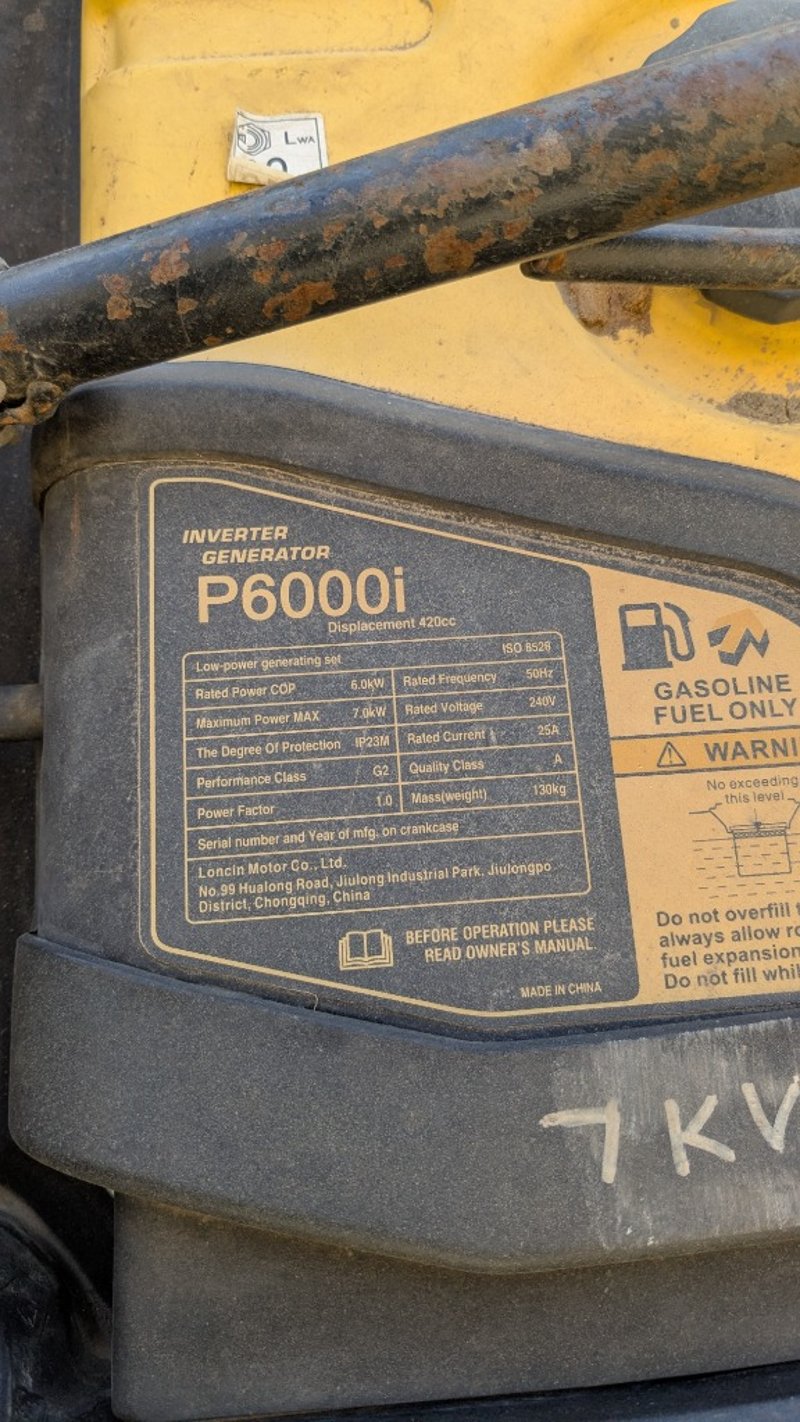 LWA
INVERTER
GENERATOR
P6000i
Displacement 420cc
Low-power generating set ISO 8528
Rated Power COP 6.0kW Rated Frequency 50Hz
Maximum Power MAX 7.0kW Rated Voltage 240V
The Degree Of Protection IP23M Rated Current 25A
Performance Class G2 Quality Class A
Power Factor 1.0 Mass(weight) 130kg
Serial number and Year of mfg. on crankcase
Loncin Motor Co., Ltd.
No.99 Hualong Road, Jiulong Industrial Park, Jiulongpo
District, Chongqing, China
BEFORE OPERATION PLEASE
READ OWNER'S MANUAL
MADE IN CHINA
GASOLINE
FUEL ONLY
WARNI
No exceeding
this level
Do not overfill
always allow
fuel expansion
Do not fill
7 KV